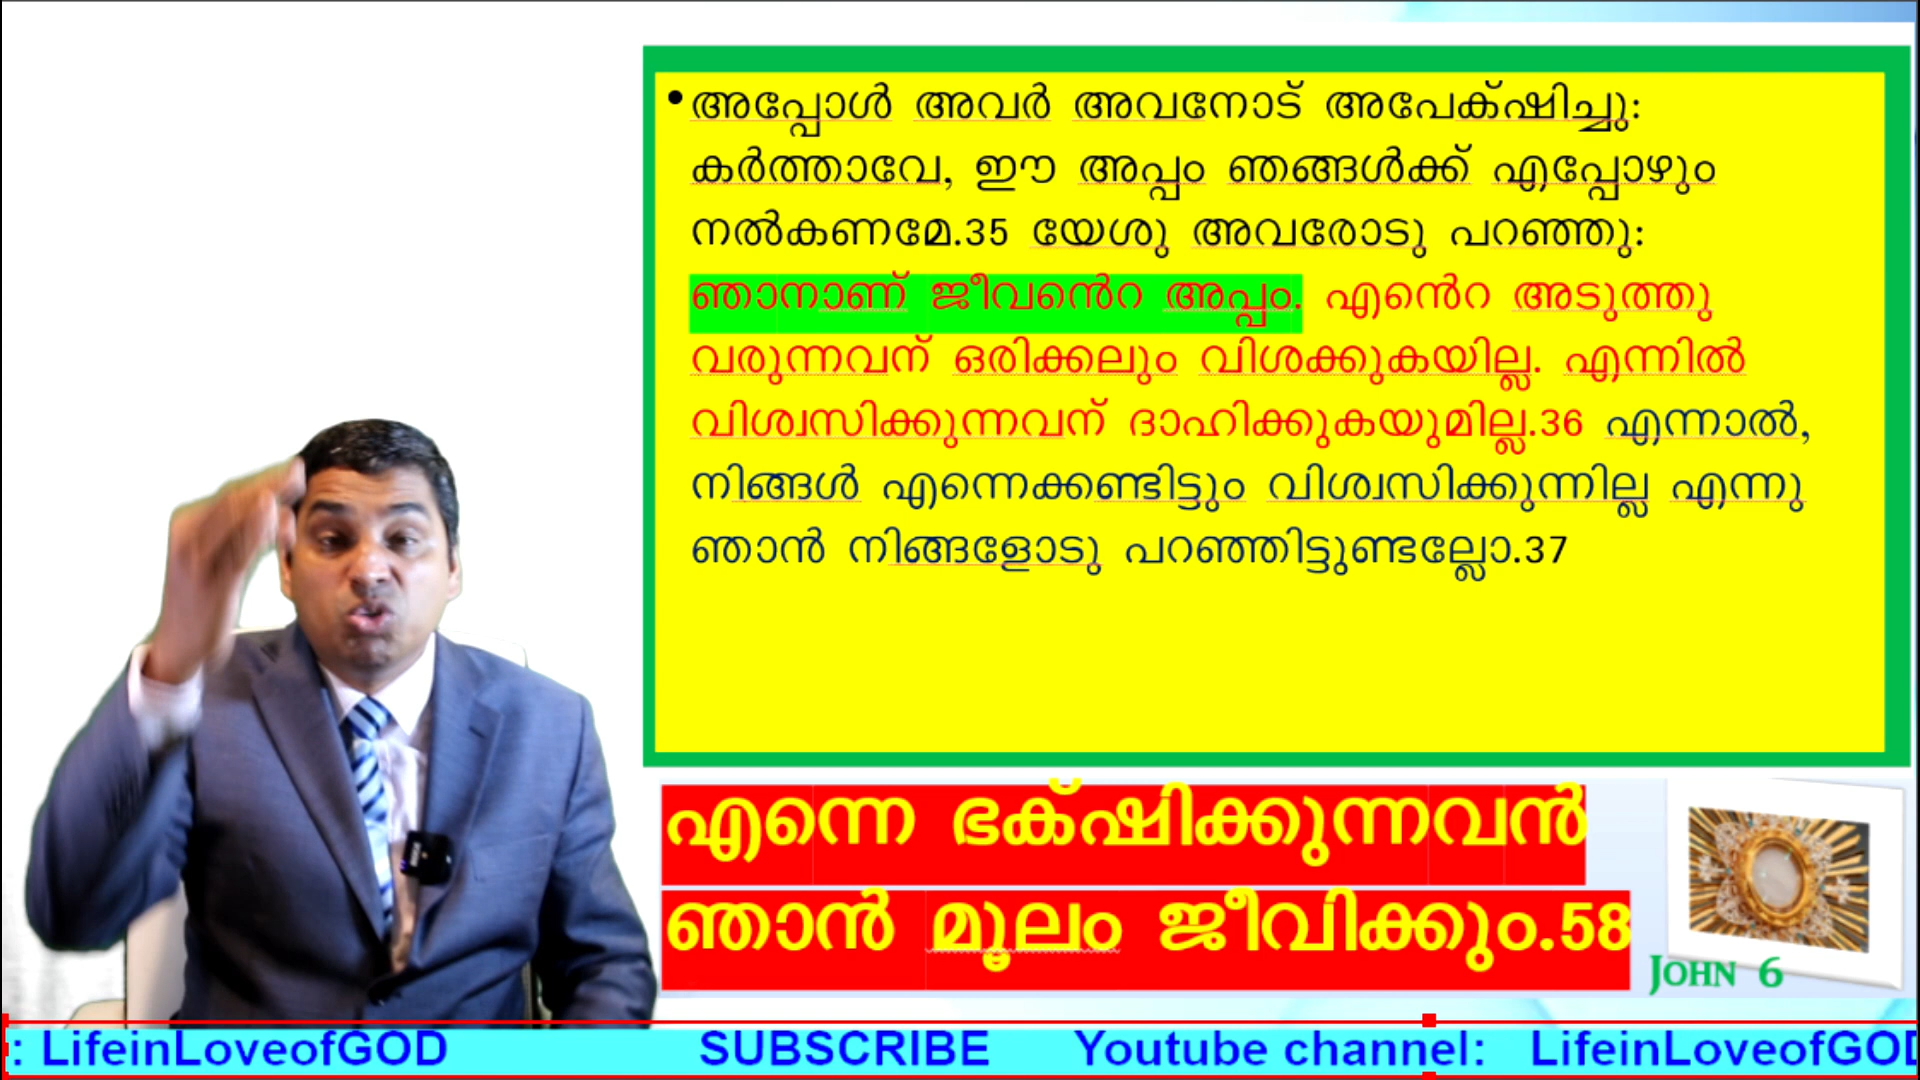 •അപ്പോൾ അവർ അവനോട് അപേക്‌ഷിച്ചു:
കർത്താവേ, ഈ അപ്പം ഞങ്ങൾക്ക് എപ്പോഴും
നൽകണമേ.35 യേശു അവരോടു പറഞ്ഞു:
ഞാനാണ് ജീവൻെറ അപ്പം. എൻെറ അടുത്തു
വരുന്നവന് ഒരിക്കലും വിശക്കുകയില്ല. എന്നിൽ
വിശ്വസിക്കുന്നവന് ദാഹിക്കുകയുമില്ല.36 എന്നാൽ,
നിങ്ങൾ എന്നെക്കണ്ടിട്ടും വിശ്വസിക്കുന്നില്ല എന്നു
ഞാൻ നിങ്ങളോടു പറഞ്ഞിട്ടുണ്ടല്ലോ.37
എന്നെ ഭക്‌ഷിക്കുന്നവൻ
ഞാൻ മൂലം ജീവിക്കും.58
JOHN 6
: LifeinLoveofGOD SUBSCRIBE Youtube channel: LifeinLoveofGOD